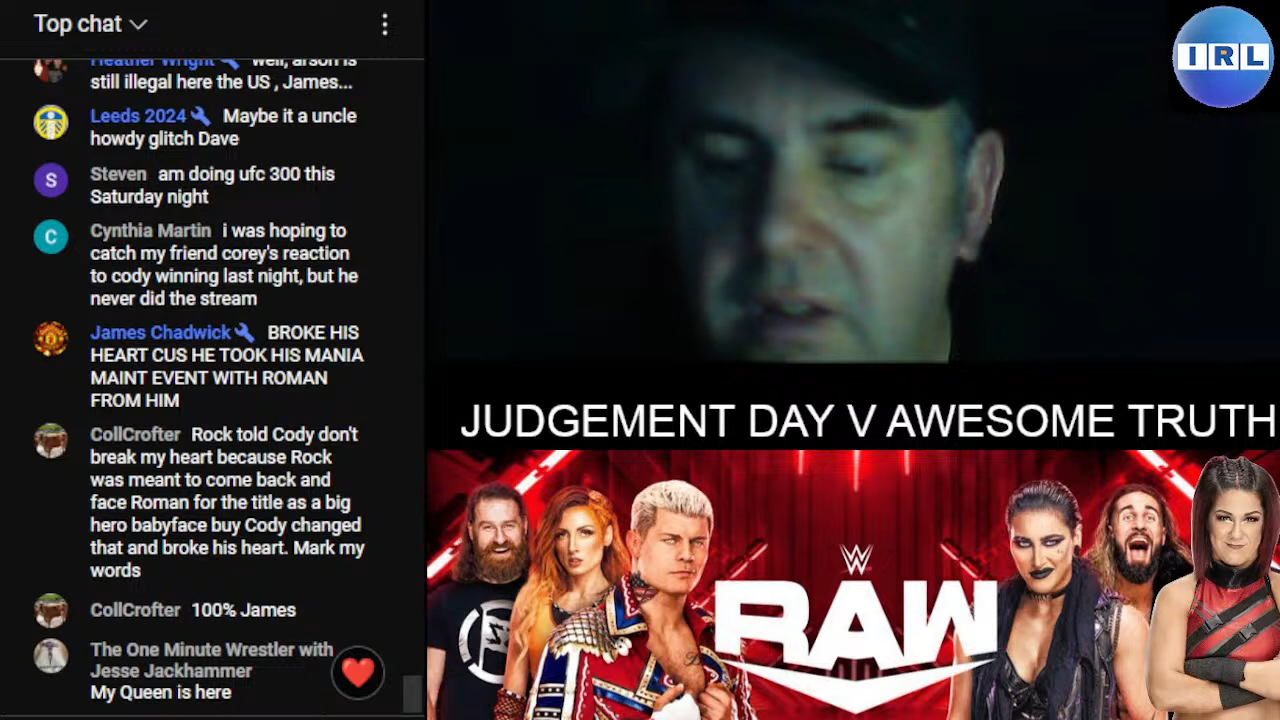 Top chat
Heather Wright well, arson is
still illegal here the US , James...
Leeds 2024 Maybe it a uncle
howdy glitch Dave
S
Steven am doing ufc 300 this
Saturday night
C
Cynthia Martin i was hoping to
catch my friend corey's reaction
to cody winning last night, but he
never did the stream
James Chadwick BROKE HIS
HEART CUS HE TOOK HIS MANIA
MAINT EVENT WITH ROMAN
FROM HIM
CollCrofter Rock told Cody don't
break my heart because Rock
was meant to come back and
face Roman for the title as a big
hero babyface buy Cody changed
that and broke his heart. Mark my
words
CollCrofter 100% James
The One Minute Wrestler with
Jesse Jackhammer
My Queen is here
IRL
JUDGEMENT DAY V AWESOME TRUTH
W
RAW